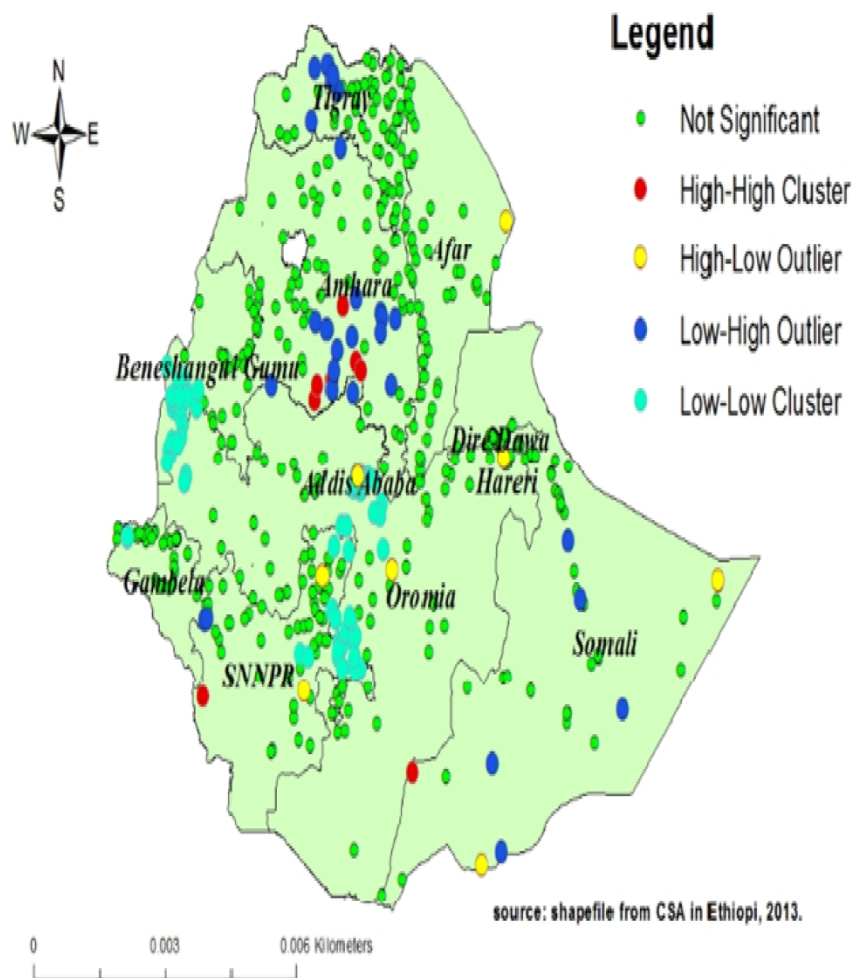 Legend
N
W E
S
Not Significant
High-High Cluster
High-Low Outlier
Low-High Outlier
Low-Low Cluster
Tigray
Afar
Amhara
Beneshangul Gumu
Dire Dawa
Addis Ababa
Hareri
Gambela
Oromia
Somali
SNNPR
source: shapefile from CSA in Ethiopi, 2013.
0 0.003 0.006 Kilometers